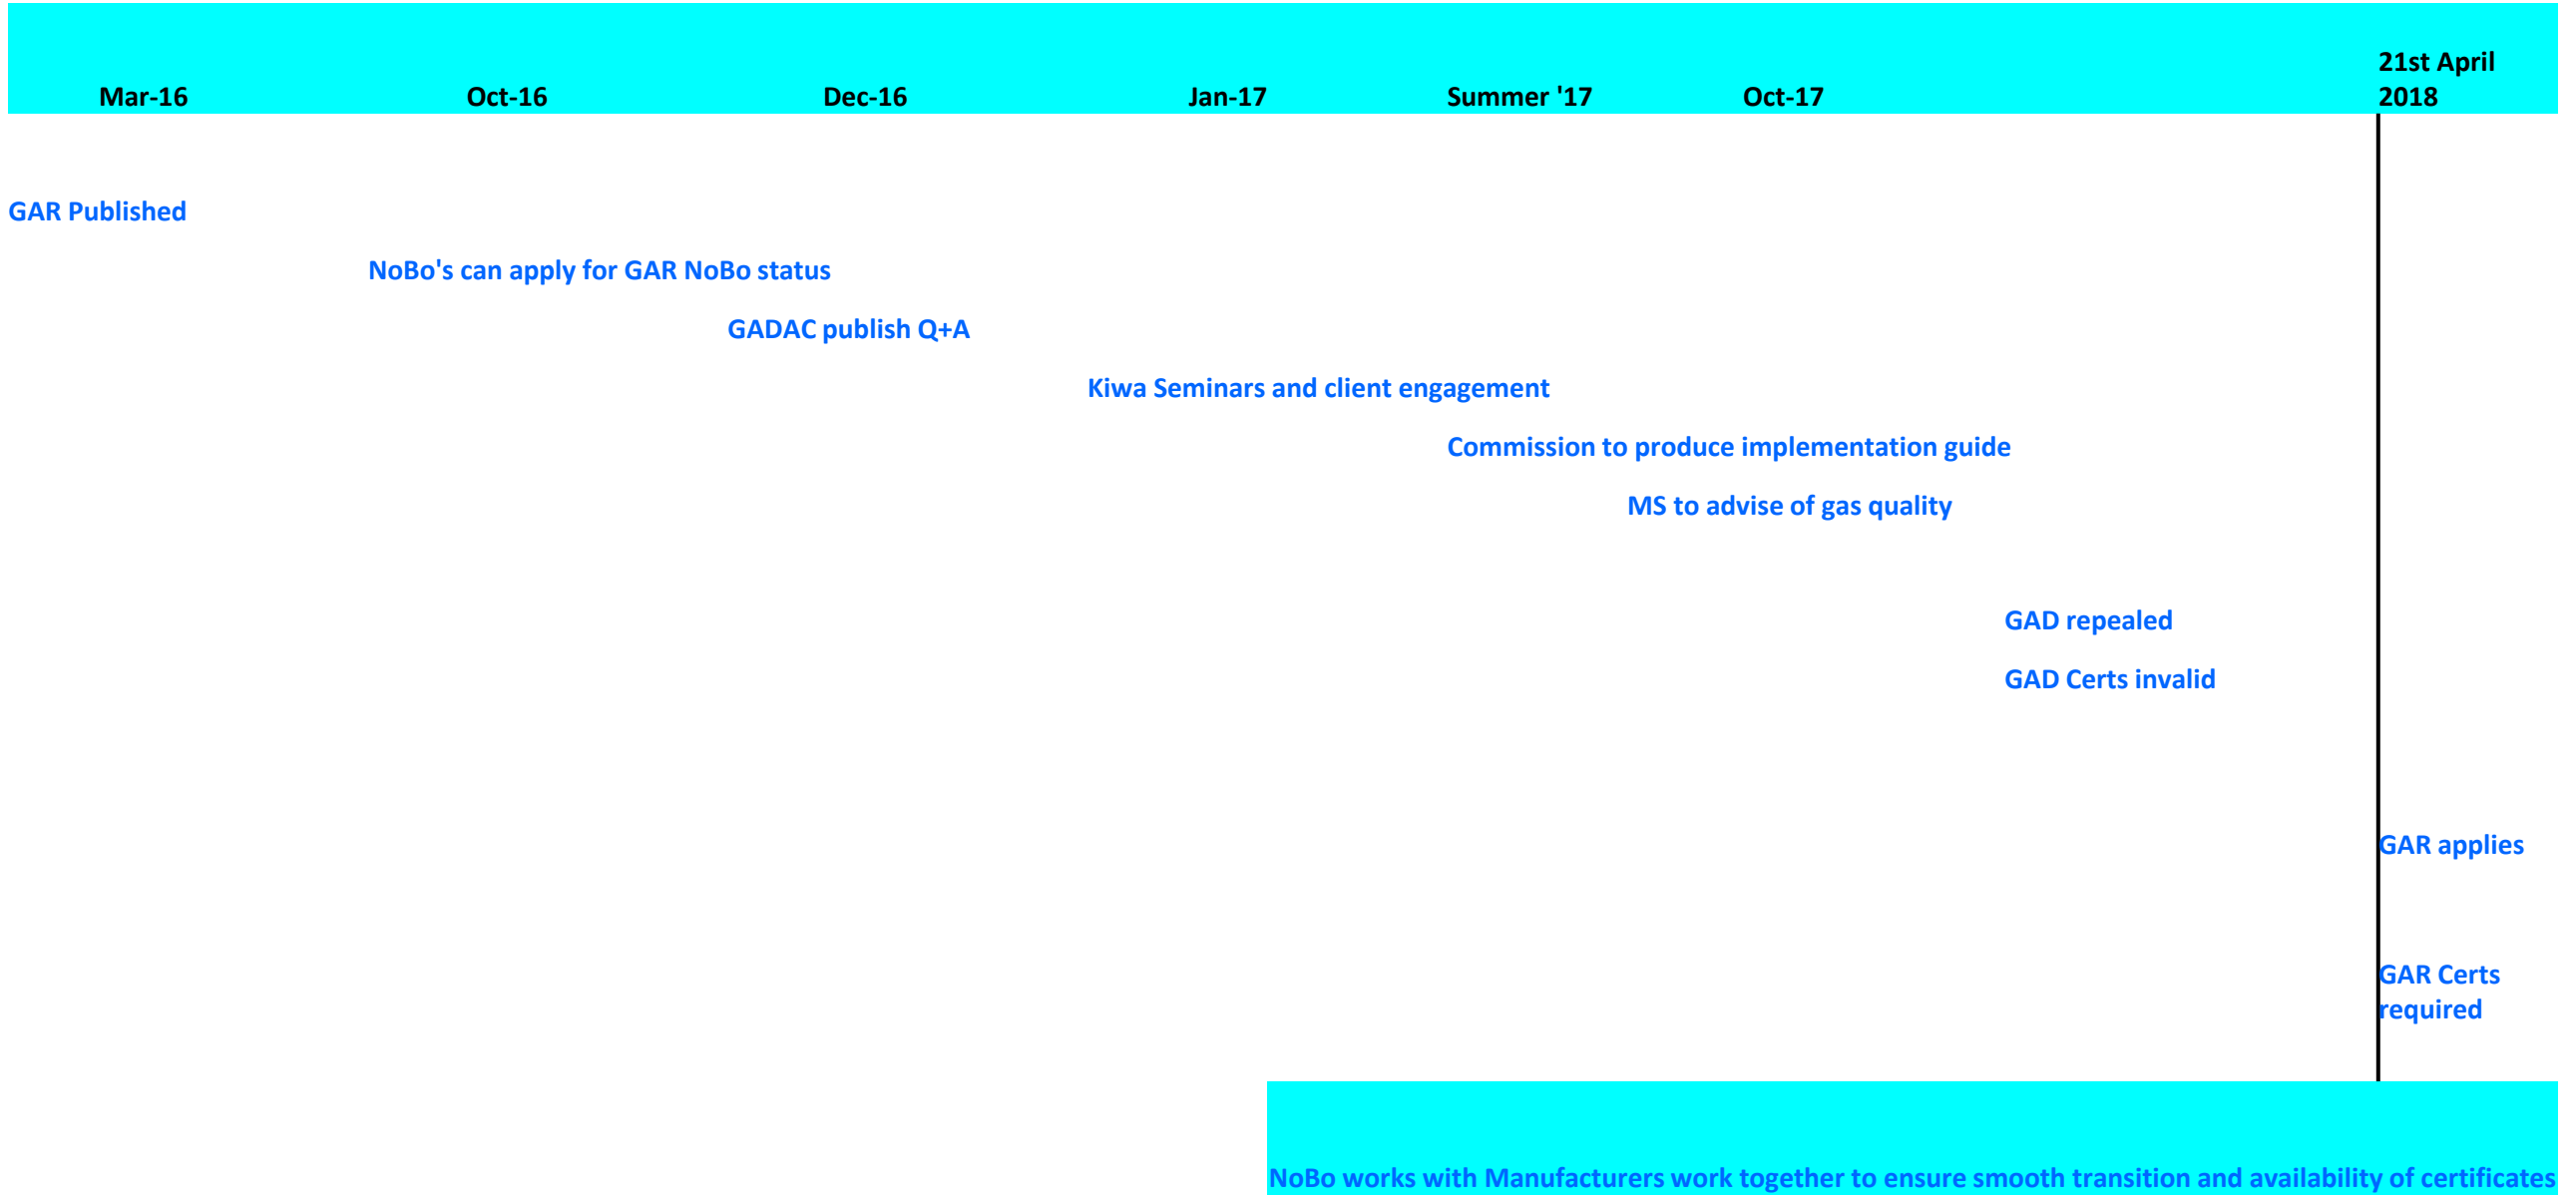 21st April
Mar-16 Oct-16 Dec-16 Jan-17 Summer '17 Oct-17 2018
GAR Published
NoBo's can apply for GAR NoBo status
GADAC publish Q+A
Kiwa Seminars and client engagement
Commission to produce implementation guide
MS to advise of gas quality
GAD repealed
GAD Certs invalid
GAR applies
GAR Certs
required
NoBo works with Manufacturers work together to ensure smooth transition and availability of certificates